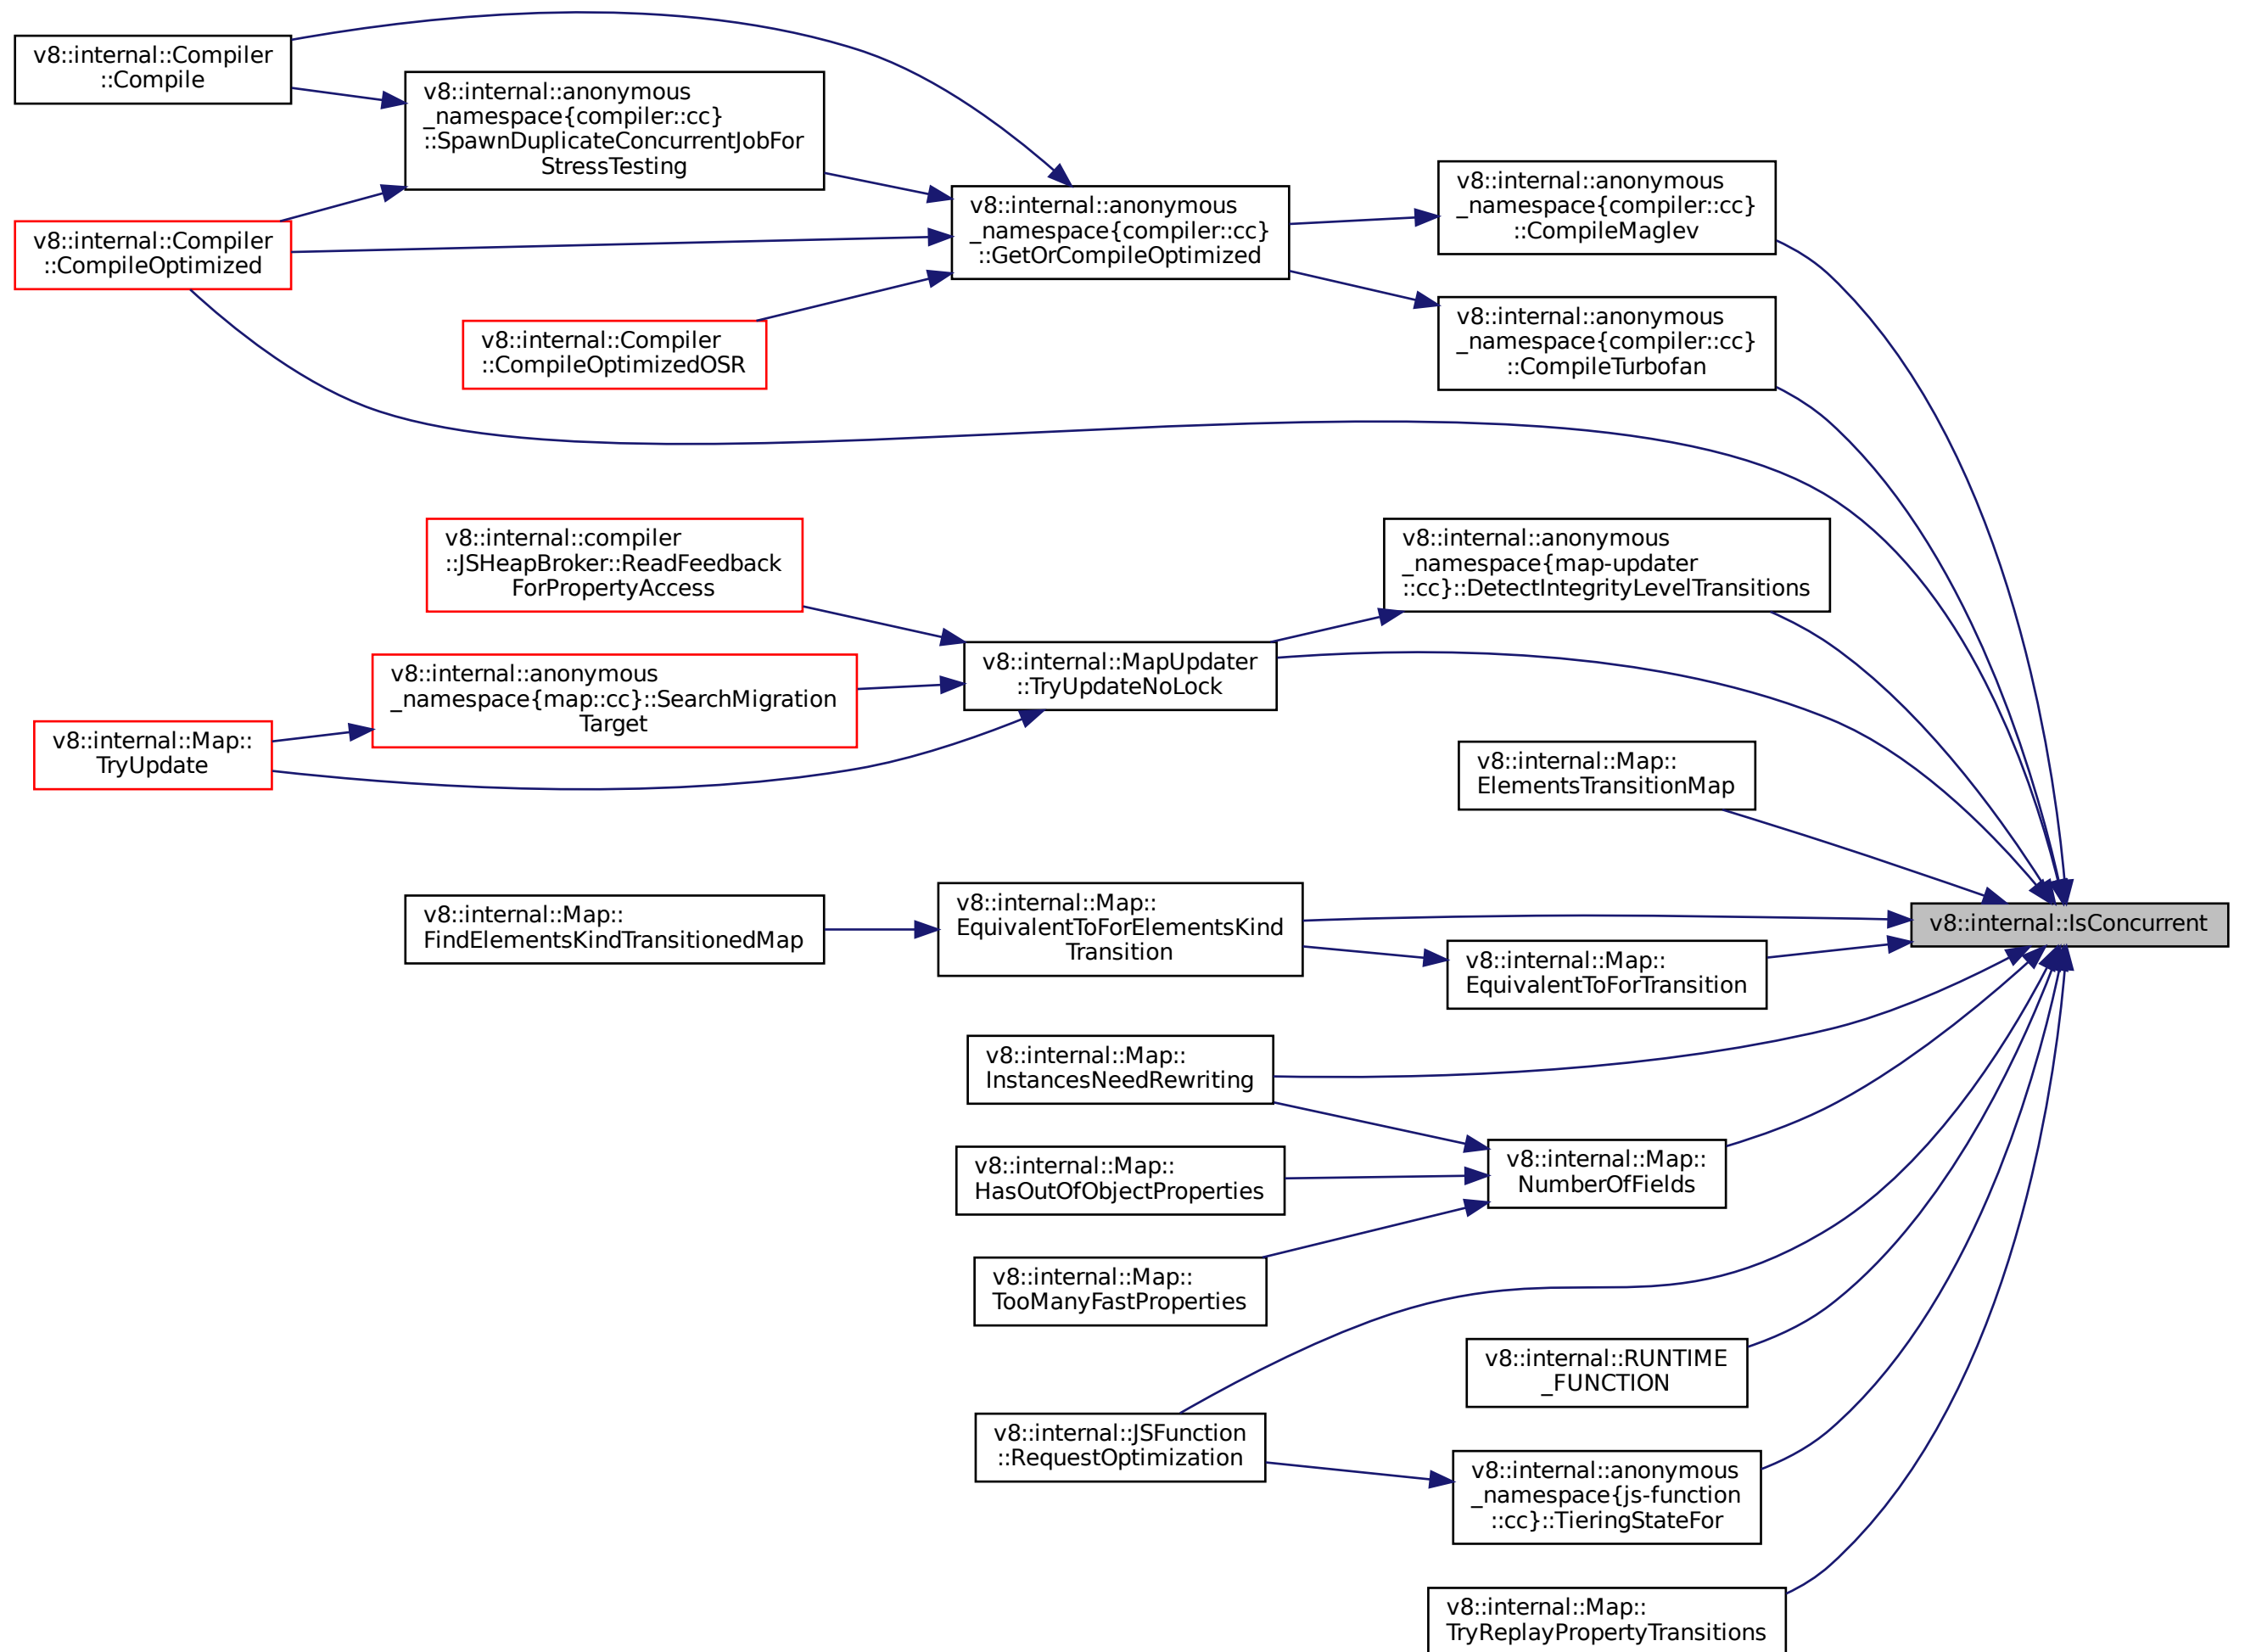 v8::internal::Compiler
::Compile
v8::internal::anonymous
_namespace{compiler::cc}
::SpawnDuplicateConcurrentJobFor
StressTesting
v8::internal::Compiler
::CompileOptimized
v8::internal::Compiler
::CompileOptimizedOSR
v8::internal::anonymous
_namespace{compiler::cc}
::GetOrCompileOptimized
v8::internal::anonymous
_namespace{compiler::cc}
::CompileMaglev
v8::internal::anonymous
_namespace{compiler::cc}
::CompileTurbofan
v8::internal::compiler
::JSHeapBroker::ReadFeedback
ForPropertyAccess
v8::internal::anonymous
_namespace{map-updater
::cc}::DetectIntegrityLevelTransitions
v8::internal::MapUpdater
::TryUpdateNoLock
v8::internal::anonymous
_namespace{map::cc}::SearchMigration
Target
v8::internal::Map::
TryUpdate
v8::internal::Map::
ElementsTransitionMap
v8::internal::IsConcurrent
v8::internal::Map::
FindElementsKindTransitionedMap
v8::internal::Map::
EquivalentToForElementsKind
Transition
v8::internal::Map::
EquivalentToForTransition
v8::internal::Map::
InstancesNeedRewriting
v8::internal::Map::
HasOutOfObjectProperties
v8::internal::Map::
NumberOfFields
v8::internal::Map::
TooManyFastProperties
v8::internal::RUNTIME
_FUNCTION
v8::internal::JSFunction
::RequestOptimization
v8::internal::anonymous
_namespace{js-function
::cc}::TieringStateFor
v8::internal::Map::
TryReplayPropertyTransitions